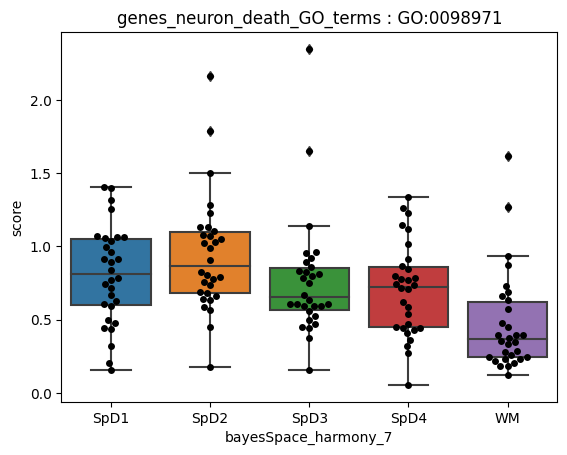 genes_neuron_death_GO_terms : GO:0098971
score
2.0
1.5
1.0
0.5
0.0
SpD1 SpD2 SpD3 SpD4 WM
bayesSpace_harmony_7